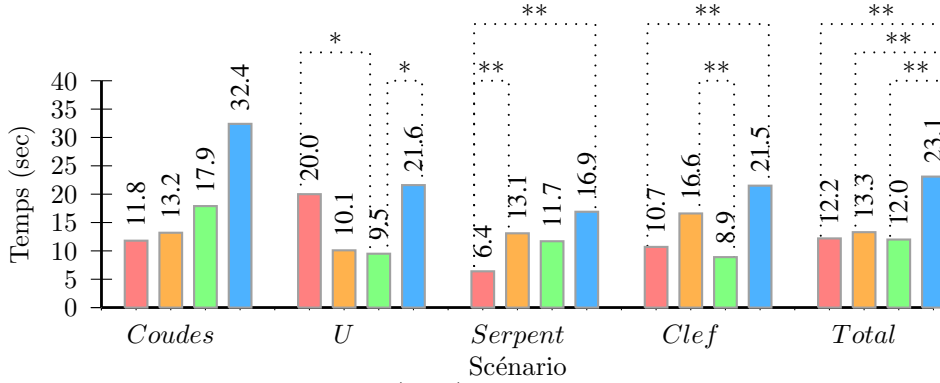 ** ** **
* **
** * ** **
40
35
30
25
20
15
10
5
0
Temps (sec)
11.8 13.2 17.9 32.4
20.0 10.1 9.5 21.6
6.4 13.1 11.7 16.9
10.7 16.6 8.9 21.5
12.2 13.3 12.0 23.1
Coudes U Serpent Clef Total
Scénario